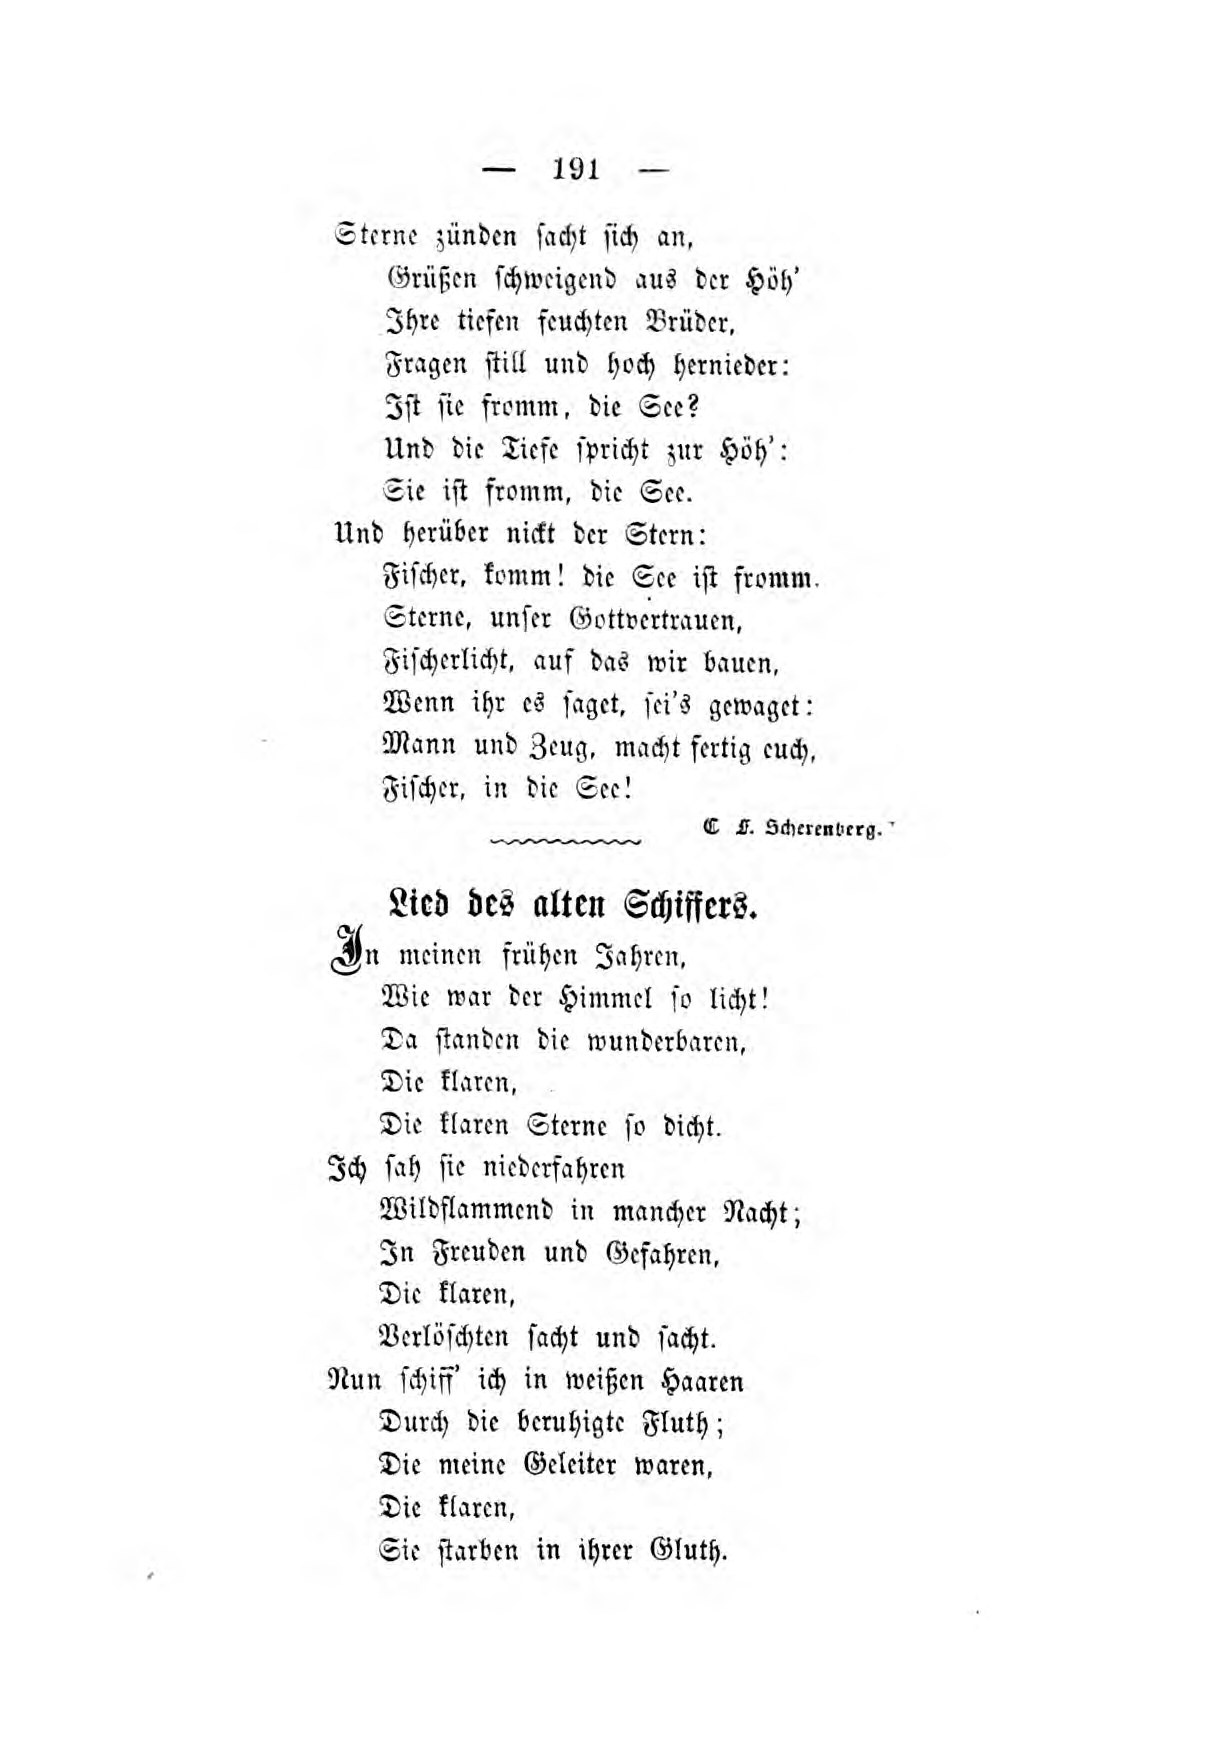 — 191 —
Sterne zünden sacht sich an,
Grüßen schweigend aus der Höh'
Ihre tiefen feuchten Brüder,
Fragen still und hoch hernieder:
Ist sie fromm, die See?
Und die Tiefe spricht zur Höh':
Sie ist fromm, die See.
Und herüber nickt der Stern:
Fischer, komm! die See ist fromm.
Sterne, unser Gottvertrauen,
Fischerlicht, auf das wir bauen,
Wenn ihr es saget, sei's gewaget:
Mann und Zeug, macht fertig euch,
Fischer, in die See!
C F. Scherenberg.
Lied des alten Schiffers.
In meinen frühen Jahren,
Wie war der Himmel so licht!
Da standen die wunderbaren,
Die klaren,
Die klaren Sterne so dicht.
Ich sah sie niederfahren
Wildflammend in mancher Nacht;
In Freuden und Gefahren,
Die klaren,
Verlöschten sacht und sacht.
Nun schiff' ich in weißen Haaren
Durch die beruhigte Fluth;
Die meine Geleiter waren,
Die klaren,
Sie starben in ihrer Gluth.